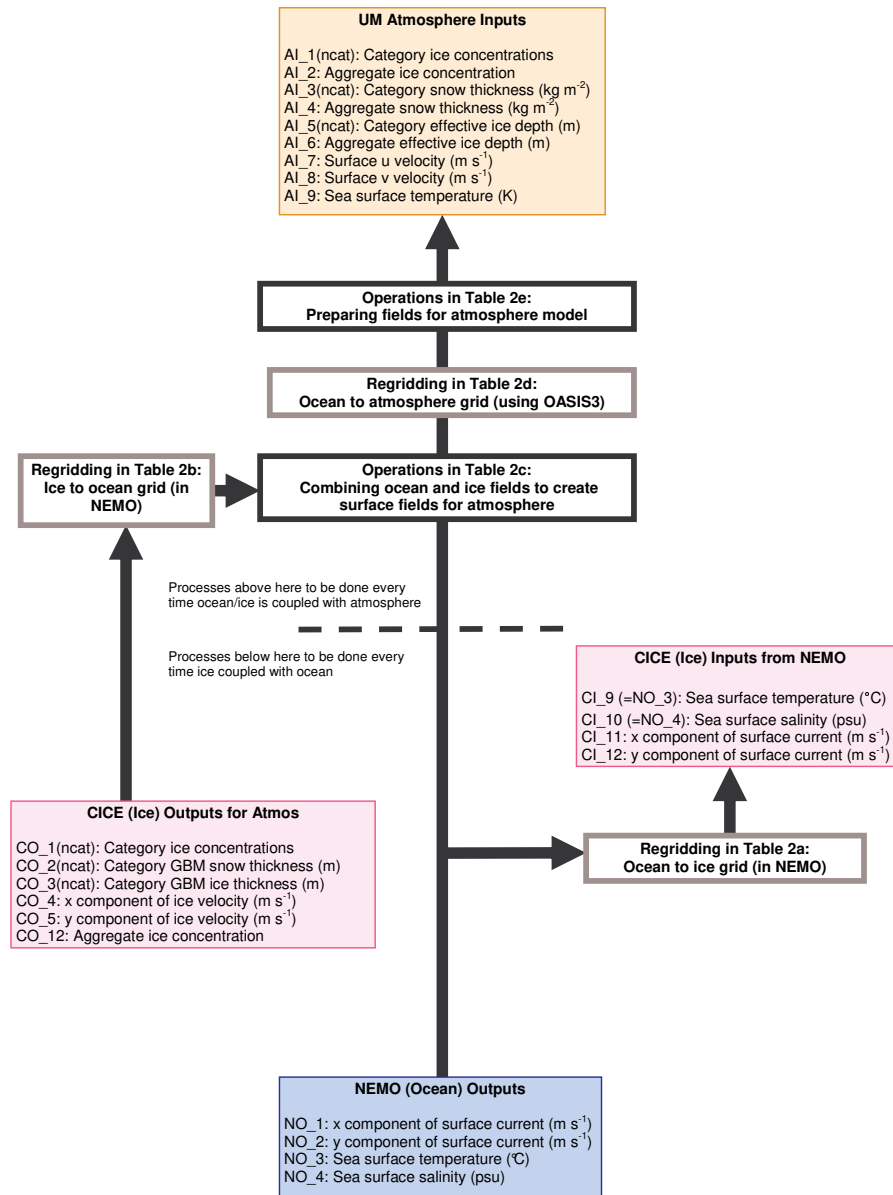 UM Atmosphere Inputs
AI_1(ncat): Category ice concentrations
AI_2: Aggregate ice concentration
AI_3(ncat): Category snow thickness (kg m⁻²)
AI_4: Aggregate snow thickness (kg m⁻²)
AI_5(ncat): Category effective ice depth (m)
AI_6: Aggregate effective ice depth (m)
AI_7: Surface u velocity (m s⁻¹)
AI_8: Surface v velocity (m s⁻¹)
AI_9: Sea surface temperature (K)
Operations in Table 2e:
Preparing fields for atmosphere model
Regridding in Table 2d:
Ocean to atmosphere grid (using OASIS3)
Regridding in Table 2b:
Ice to ocean grid (in
NEMO)
Operations in Table 2c:
Combining ocean and ice fields to create
surface fields for atmosphere
Processes above here to be done every
time ocean/ice is coupled with atmosphere
Processes below here to be done every
time ice coupled with ocean
CICE (Ice) Inputs from NEMO
CI_9 (=NO_3): Sea surface temperature (°C)
CI_10 (=NO_4): Sea surface salinity (psu)
CI_11: x component of surface current (m s⁻¹)
CI_12: y component of surface current (m s⁻¹)
CICE (Ice) Outputs for Atmos
CO_1(ncat): Category ice concentrations
CO_2(ncat): Category GBM snow thickness (m)
CO_3(ncat): Category GBM ice thickness (m)
CO_4: x component of ice velocity (m s⁻¹)
CO_5: y component of ice velocity (m s⁻¹)
CO_12: Aggregate ice concentration
Regridding in Table 2a:
Ocean to ice grid (in NEMO)
NEMO (Ocean) Outputs
NO_1: x component of surface current (m s⁻¹)
NO_2: y component of surface current (m s⁻¹)
NO_3: Sea surface temperature (°C)
NO_4: Sea surface salinity (psu)